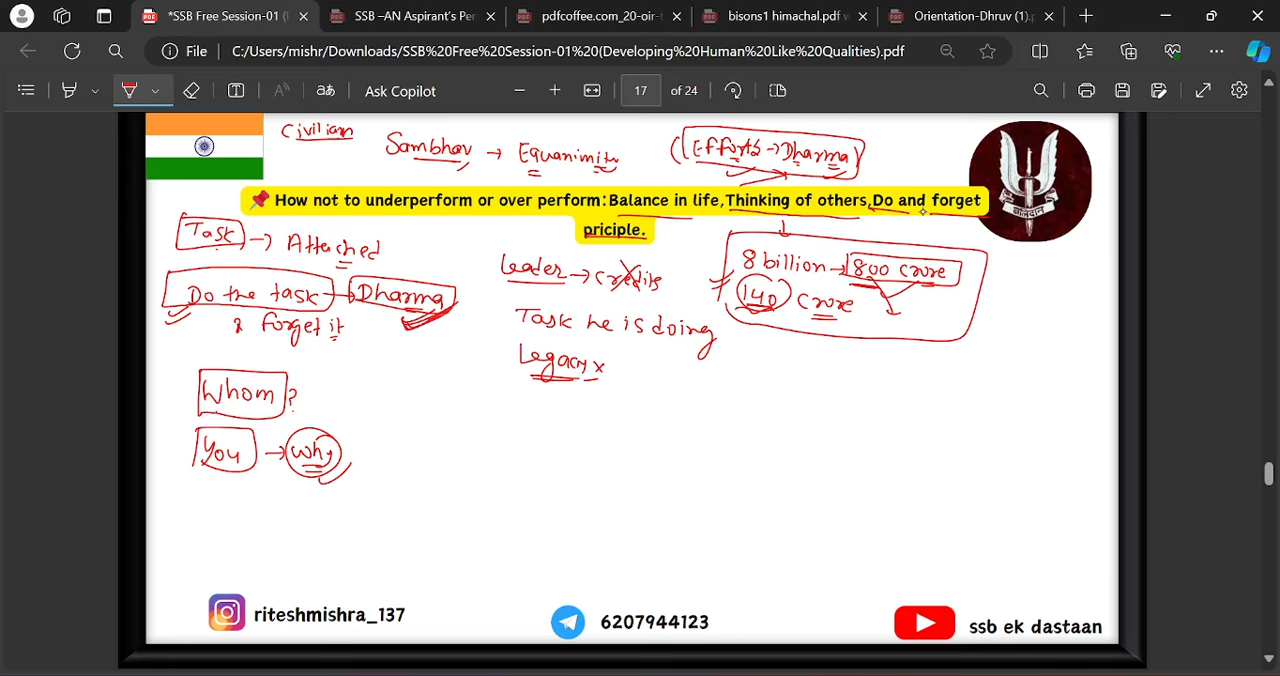 *SSB Free Session-01 (
SSB –AN Aspirant's Per
pdfcoffee.com_20-oir-t
bisons1 himachal.pdf w
Orientation-Dhruv (1).p
File
C:/Users/mishr/Downloads/SSB%20Free%20Session-01%20(Developing%20Human%20Like%20Qualities).pdf
Ask Copilot
17 of 24
Civilian
Sambhav → Equanimity
(Efforts → Dharma)
How not to underperform or over perform: Balance in life,Thinking of others,Do and forget
priciple.
Task → Attached
Leader → Credits
8 billion → 800 crore
Do the task → Dharma
140 crore
& forget it
Task he is doing
Legacy x
Whom?
You → Why
riteshmishra_137
6207944123
ssb ek dastaan